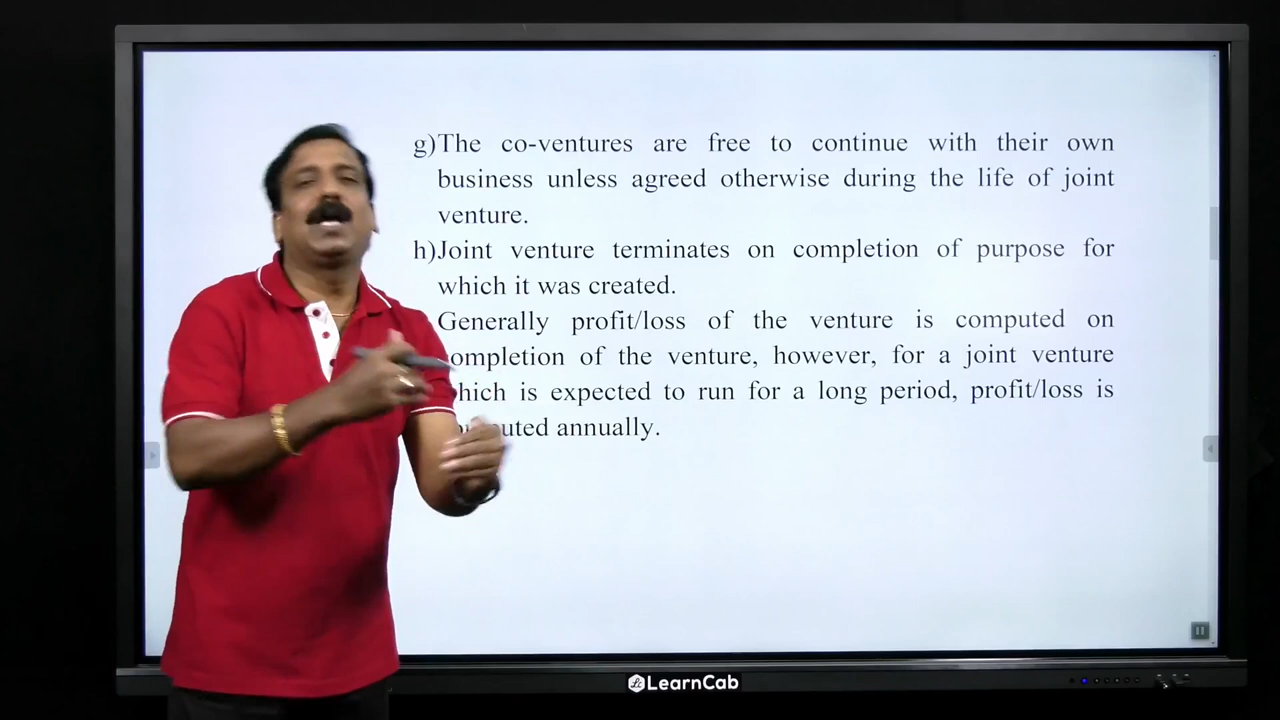 g)The co-ventures are free to continue with their own
business unless agreed otherwise during the life of joint
venture.
h)Joint venture terminates on completion of purpose for
which it was created.
Generally profit/loss of the venture is computed on
completion of the venture, however, for a joint venture
which is expected to run for a long period, profit/loss is
annually.
LearnCab